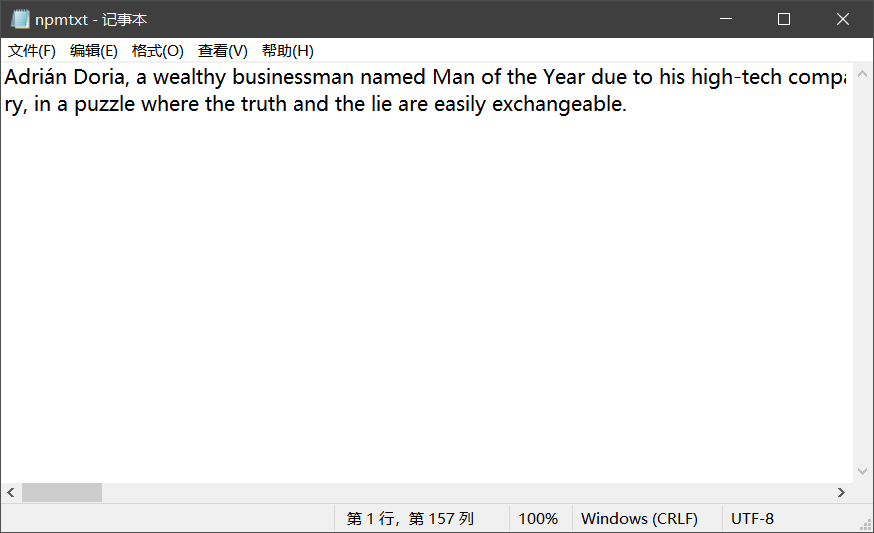 npmtxt - 记事本
文件(F) 编辑(E) 格式(O) 查看(V) 帮助(H)
Adrián Doria, a wealthy businessman named Man of the Year due to his high-tech compa
ry, in a puzzle where the truth and the lie are easily exchangeable.
第 1 行，第 157 列 100% Windows (CRLF) UTF-8